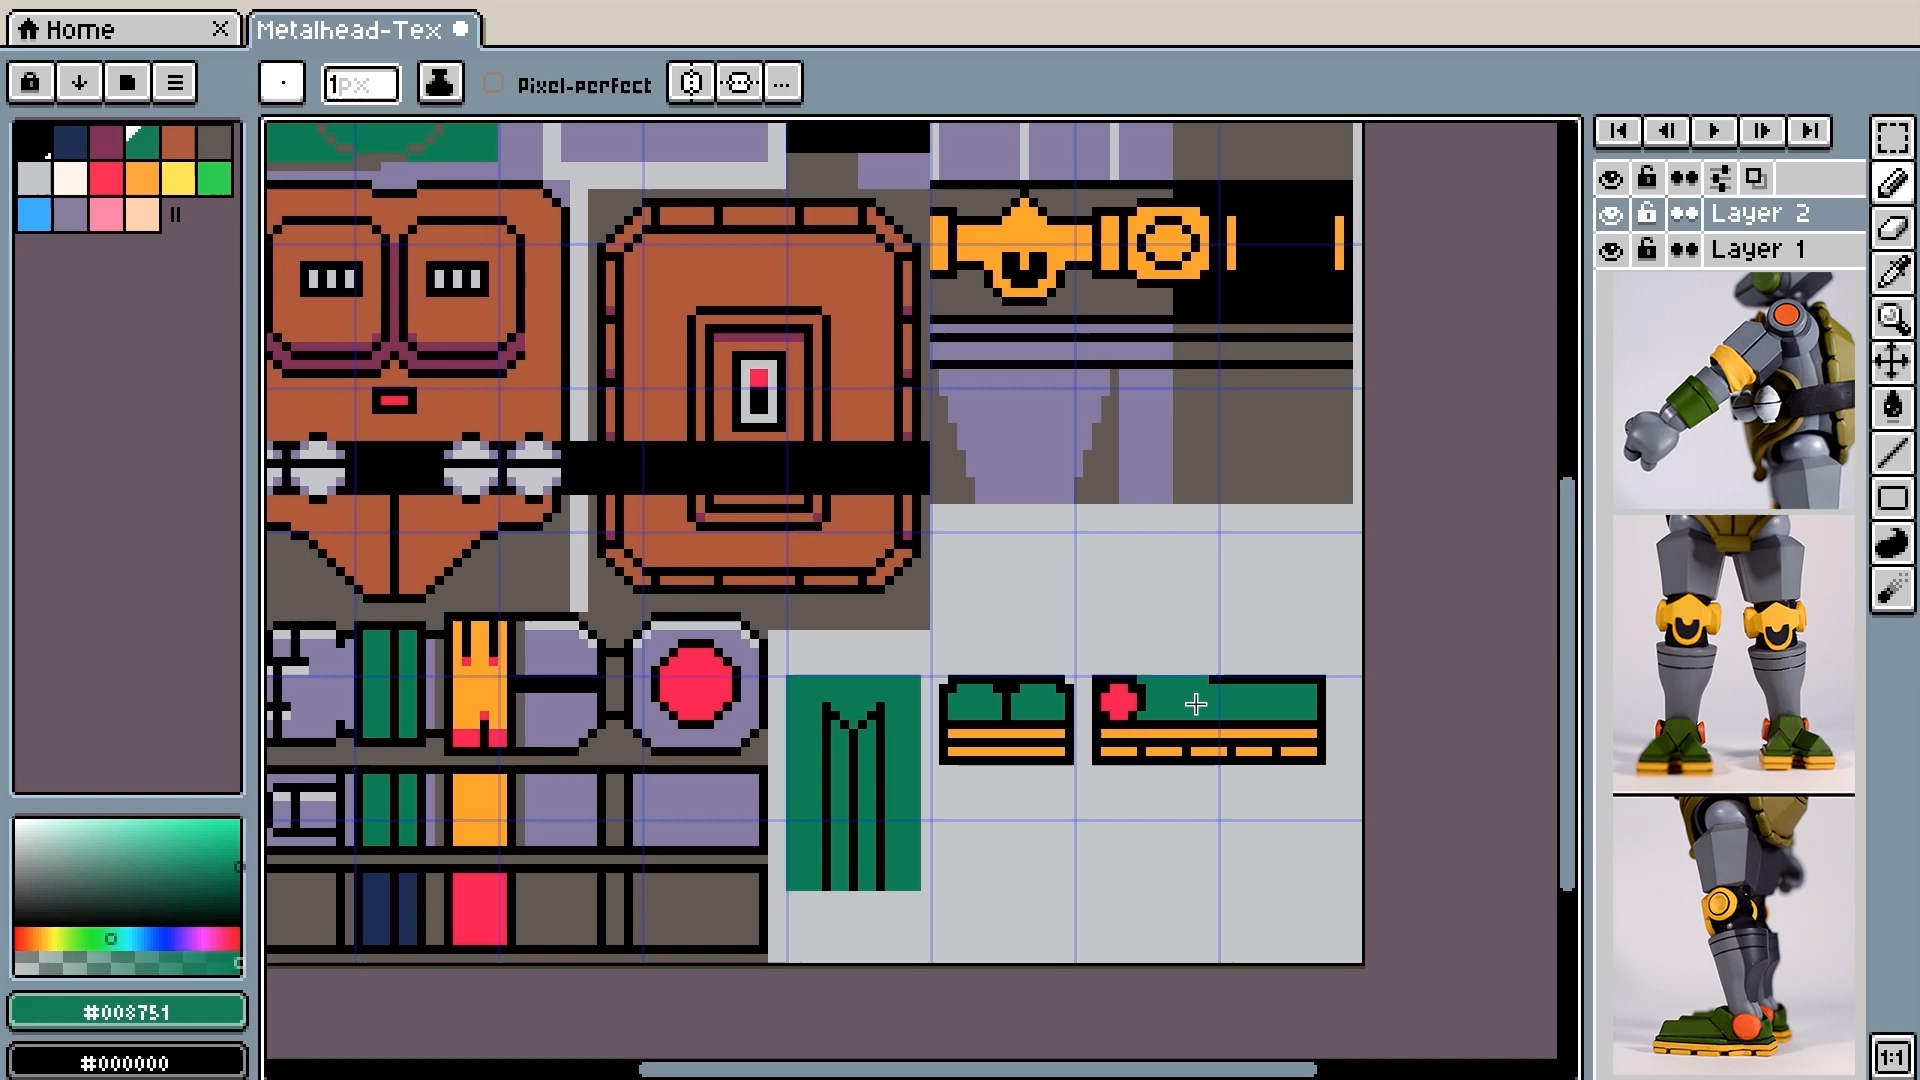 Home
Metalhead-Tex
1px
Pixel-perfect
...
Layer 2
Layer 1
#008751
#000000
1:1